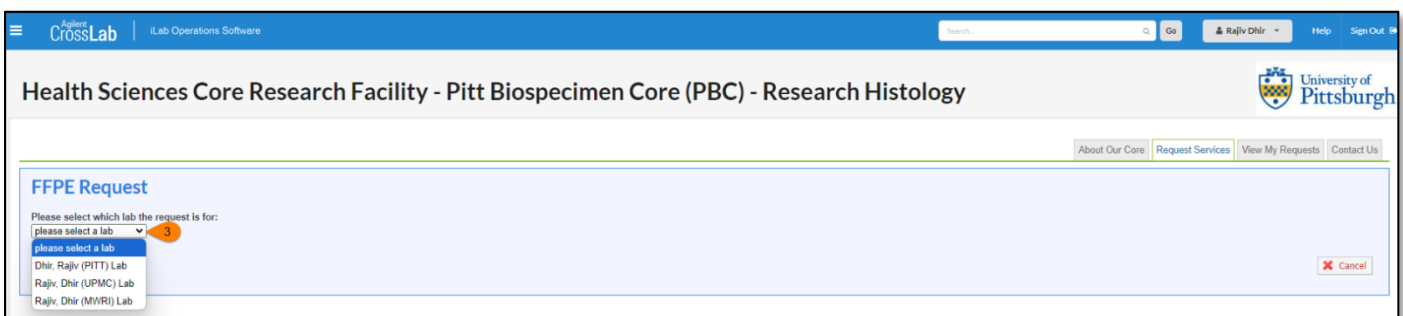 Agilent
CrossLab
iLab Operations Software
Search...
Go
Rajiv Dhir
Help
Sign Out
Health Sciences Core Research Facility - Pitt Biospecimen Core (PBC) - Research Histology
University of
Pittsburgh
About Our Core
Request Services
View My Requests
Contact Us
FFPE Request
Please select which lab the request is for:
please select a lab
3
please select a lab
Dhir, Rajiv (PITT) Lab
Rajiv, Dhir (UPMC) Lab
Rajiv, Dhir (MWRI) Lab
Cancel